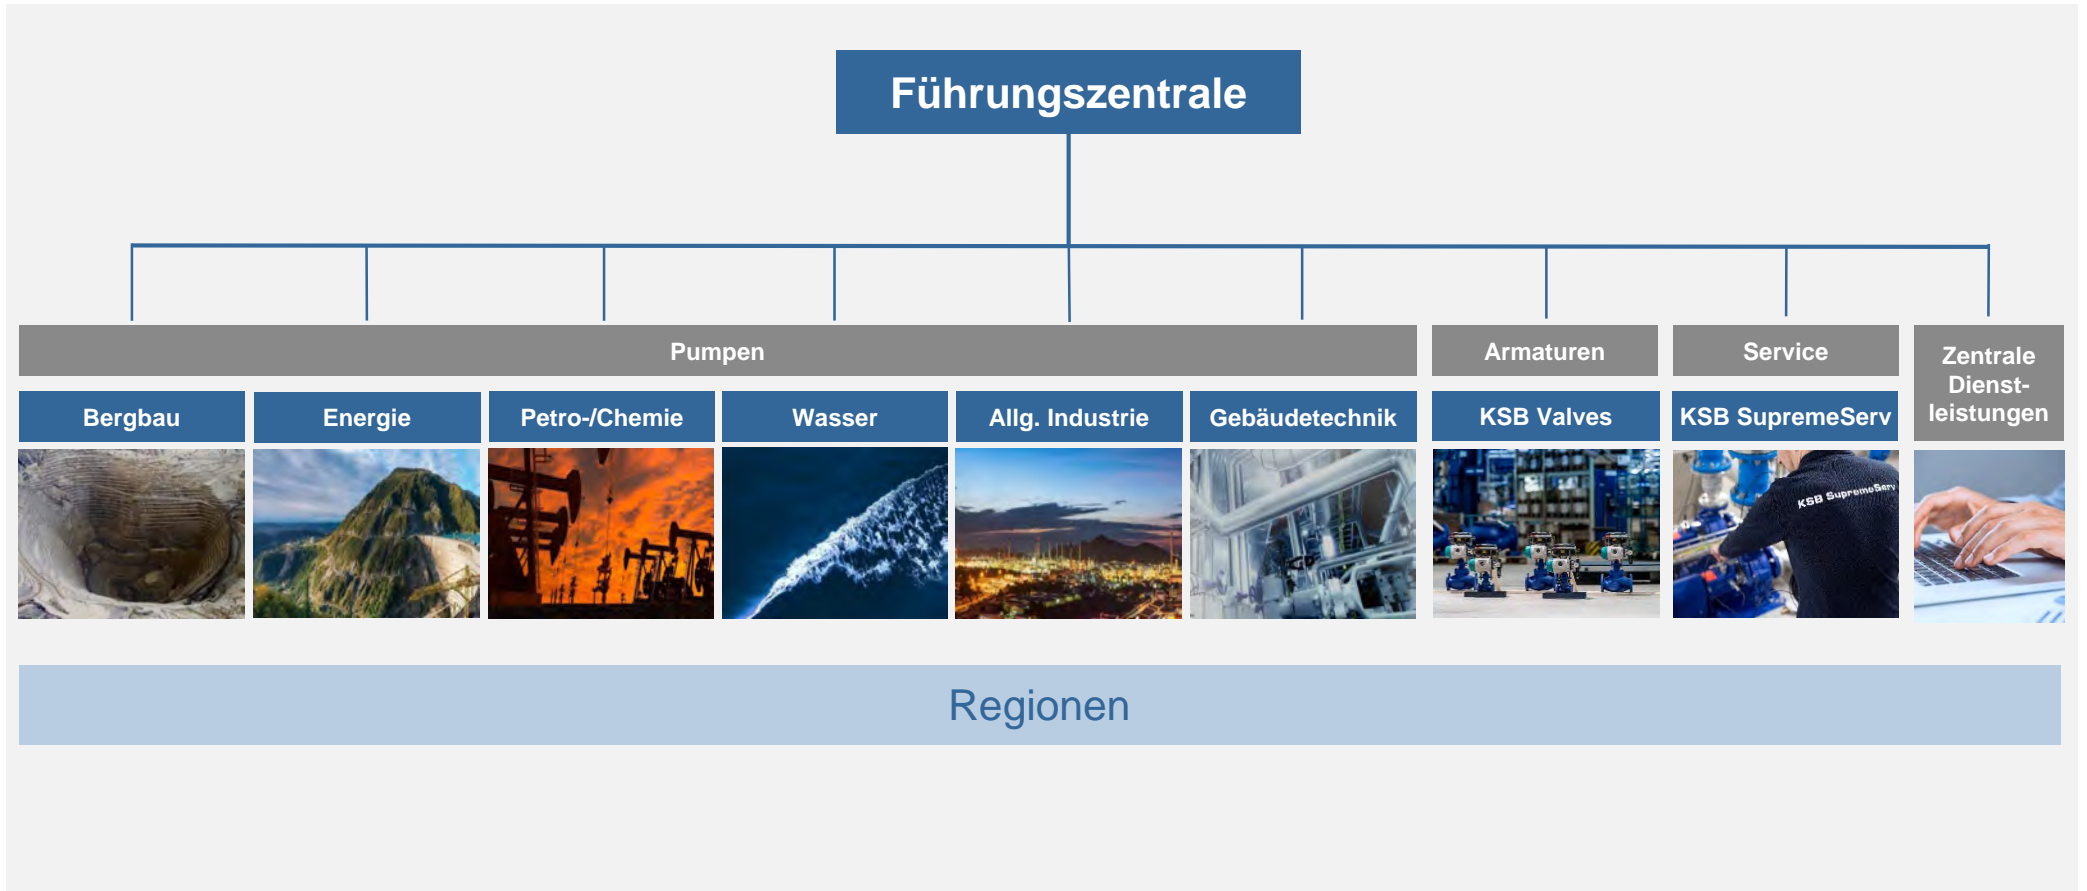 Führungszentrale
Pumpen
Armaturen
Service
Zentrale
Dienst-
leistungen
Bergbau
Energie
Petro-/Chemie
Wasser
Allg. Industrie
Gebäudetechnik
KSB Valves
KSB SupremeServ
KSB SupremeServ
Regionen